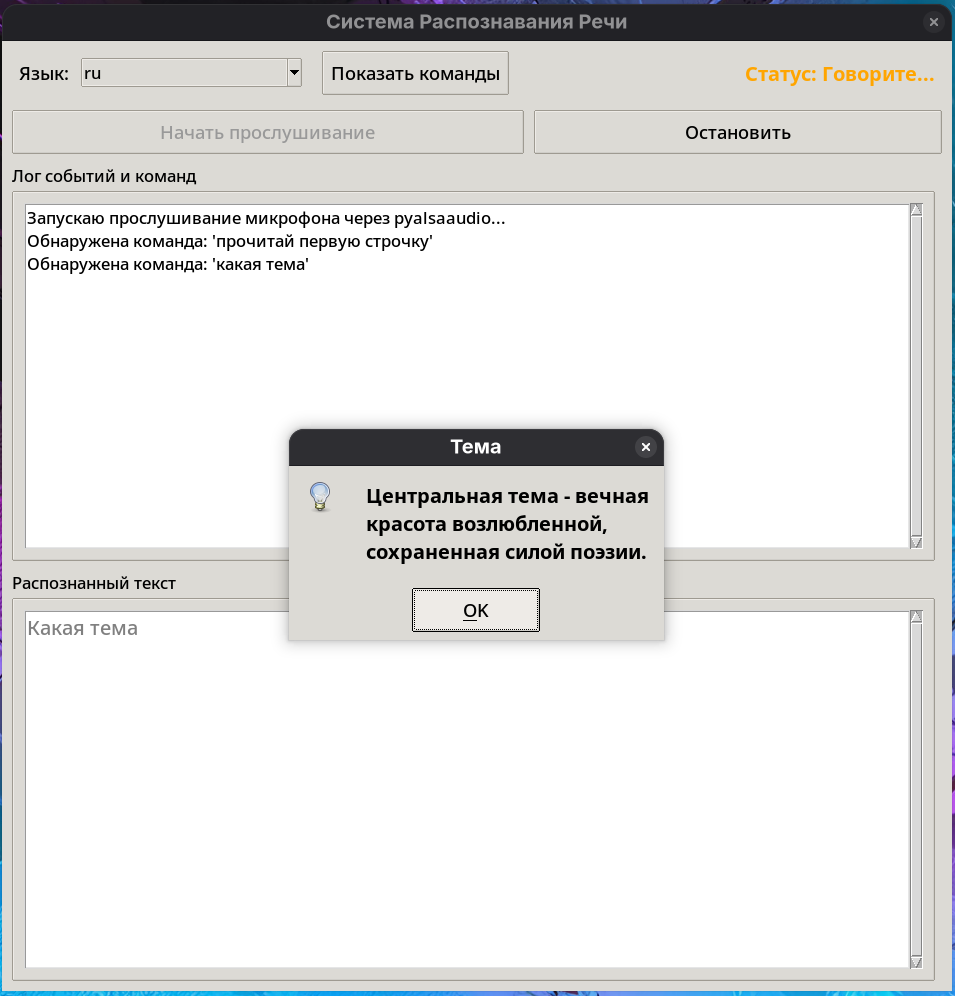 Система Распознавания Речи
Язык: ru Показать команды Статус: Говорите...
Начать прослушивание Остановить
Лог событий и команд
Запускаю прослушивание микрофона через pyalsaaudio...
Обнаружена команда: 'прочитай первую строчку'
Обнаружена команда: 'какая тема'
Тема
Центральная тема - вечная
красота возлюбленной,
сохраненная силой поэзии.
OK
Распознанный текст
Какая тема